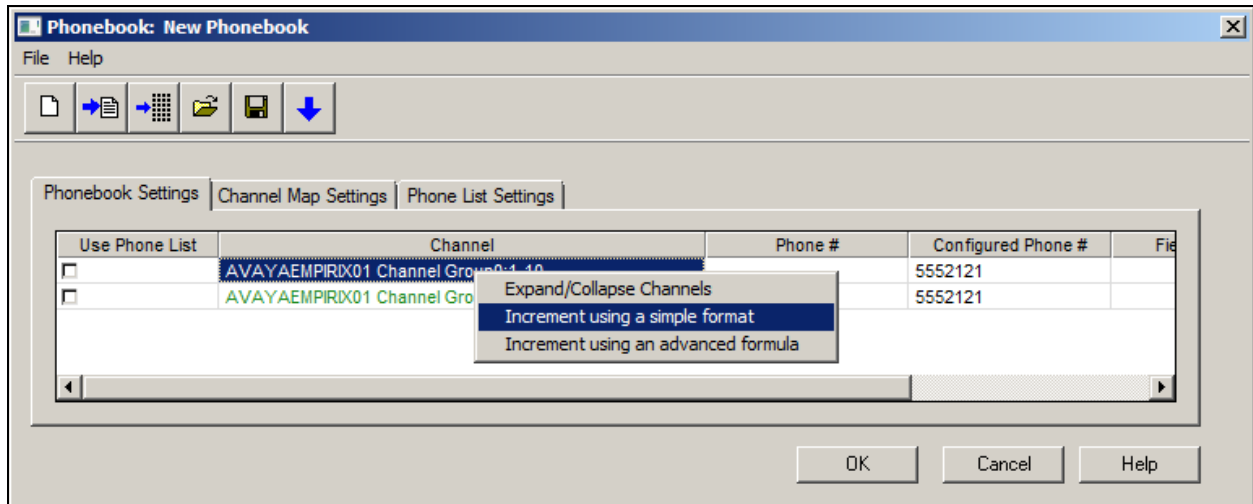 Phonebook: New Phonebook
File Help
Phonebook Settings Channel Map Settings Phone List Settings
Use Phone List Channel Phone # Configured Phone # Fie
AVAYAEMPIRIX01 Channel Group0:1-10 5552121
AVAYAEMPIRIX01 Channel Gro 5552121
Expand/Collapse Channels
Increment using a simple format
Increment using an advanced formula
OK Cancel Help